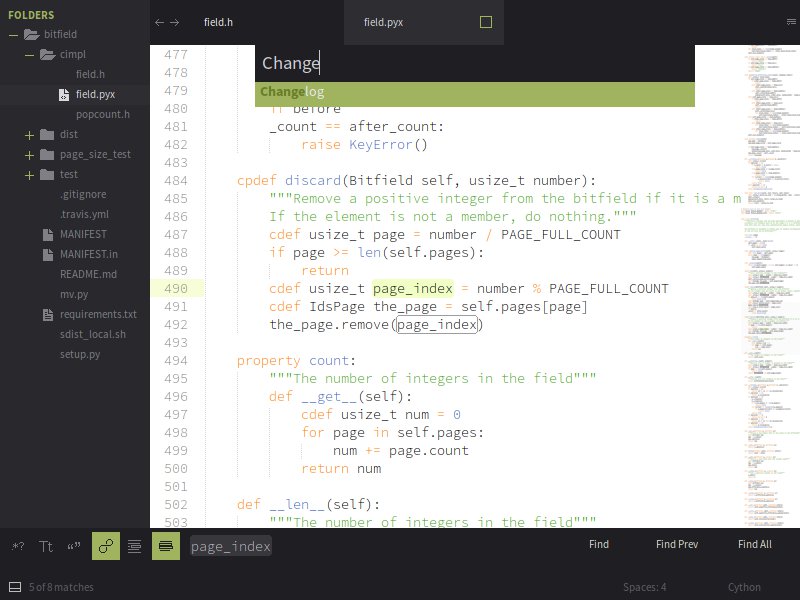 FOLDERS
bitfield
cimpl
field.h
field.pyx
popcount.h
dist
page_size_test
test
.gitignore
.travis.yml
MANIFEST
MANIFEST.in
README.md
mv.py
requirements.txt
sdist_local.sh
setup.py
field.h
field.pyx
Change
Changelog
477
478
479
480 if before
481 _count == after_count:
482 raise KeyError()
483
484 cpdef discard(Bitfield self, usize_t number):
485 """Remove a positive integer from the bitfield if it is a m
486 If the element is not a member, do nothing."""
487 cdef usize_t page = number / PAGE_FULL_COUNT
488 if page >= len(self.pages):
489 return
490 cdef usize_t page_index = number % PAGE_FULL_COUNT
491 cdef IdsPage the_page = self.pages[page]
492 the_page.remove(page_index)
493
494 property count:
495 """The number of integers in the field"""
496 def __get__(self):
497 cdef usize_t num = 0
498 for page in self.pages:
499 num += page.count
500 return num
501
502 def __len__(self):
503 """The number of integers in the field"""
.*? Tt “” page_index Find Find Prev Find All
5 of 8 matches Spaces: 4 Cython